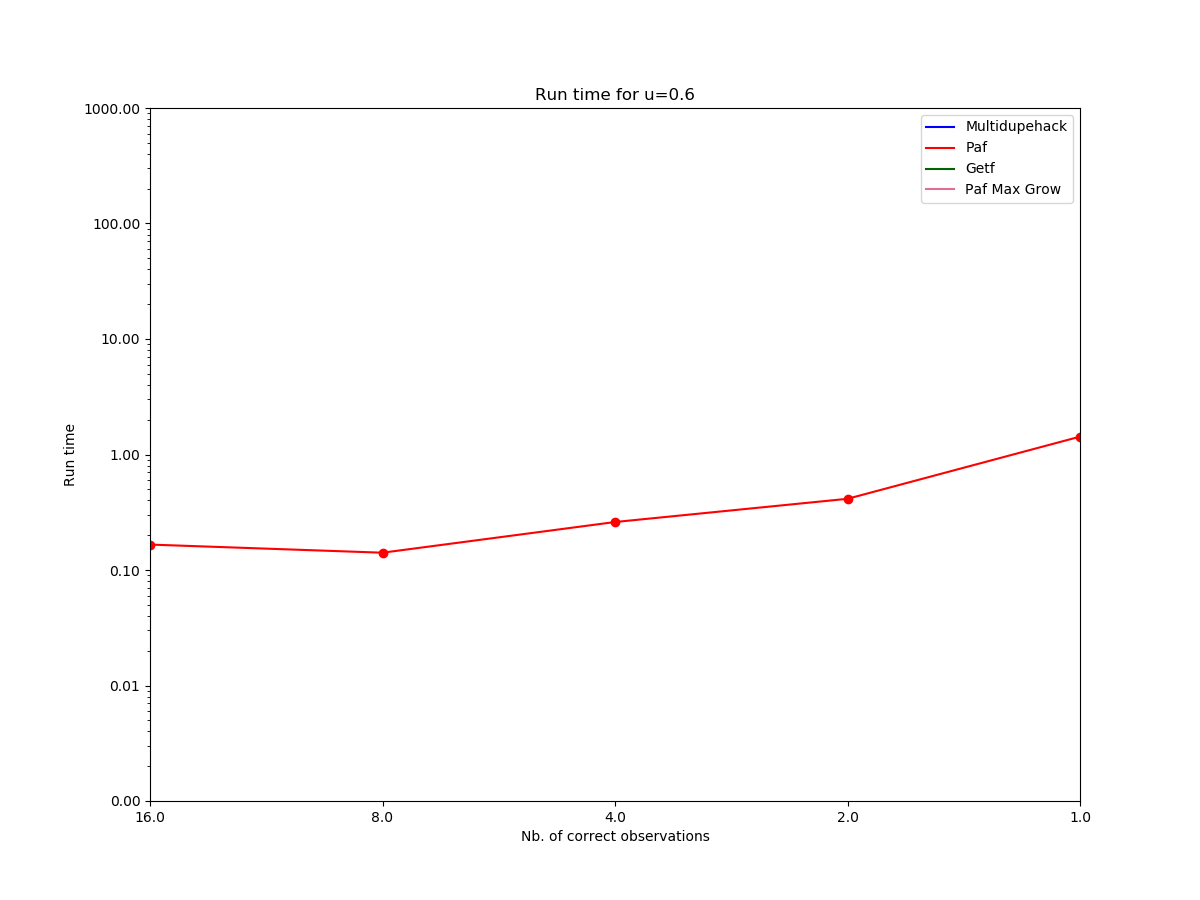 Run time for u=0.6
1000.00
100.00
10.00
1.00
0.10
0.01
0.00
Run time
Multidupehack
Paf
Getf
Paf Max Grow
16.0
8.0
4.0
2.0
1.0
Nb. of correct observations